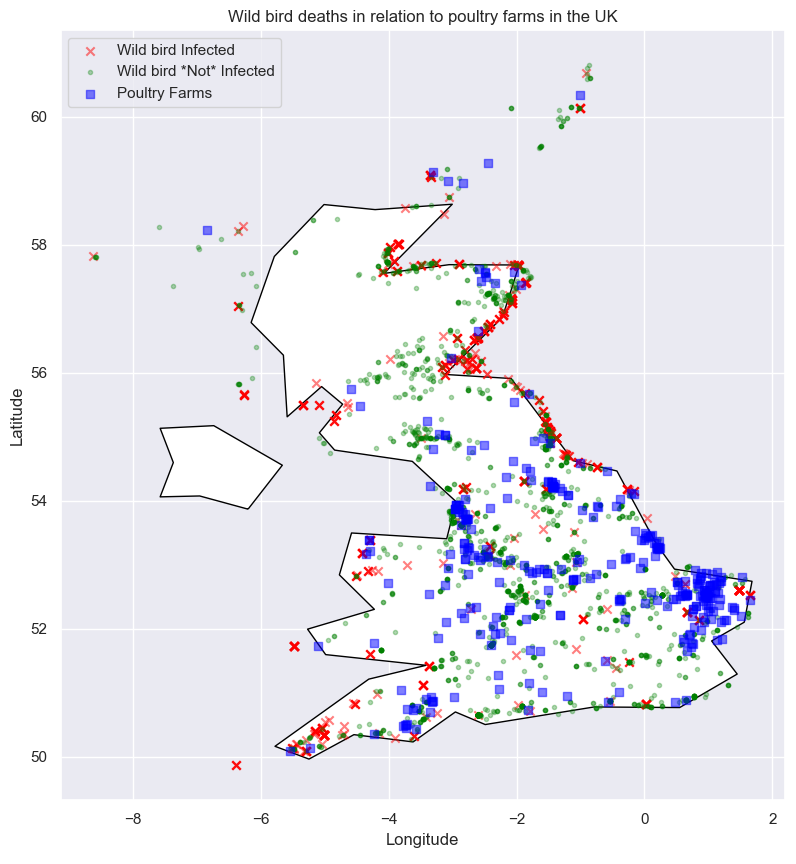 Wild bird deaths in relation to poultry farms in the UK
Wild bird Infected
Wild bird *Not* Infected
Poultry Farms
60
58
56
54
52
50
Latitude
−8
−6
−4
−2
0
2
Longitude